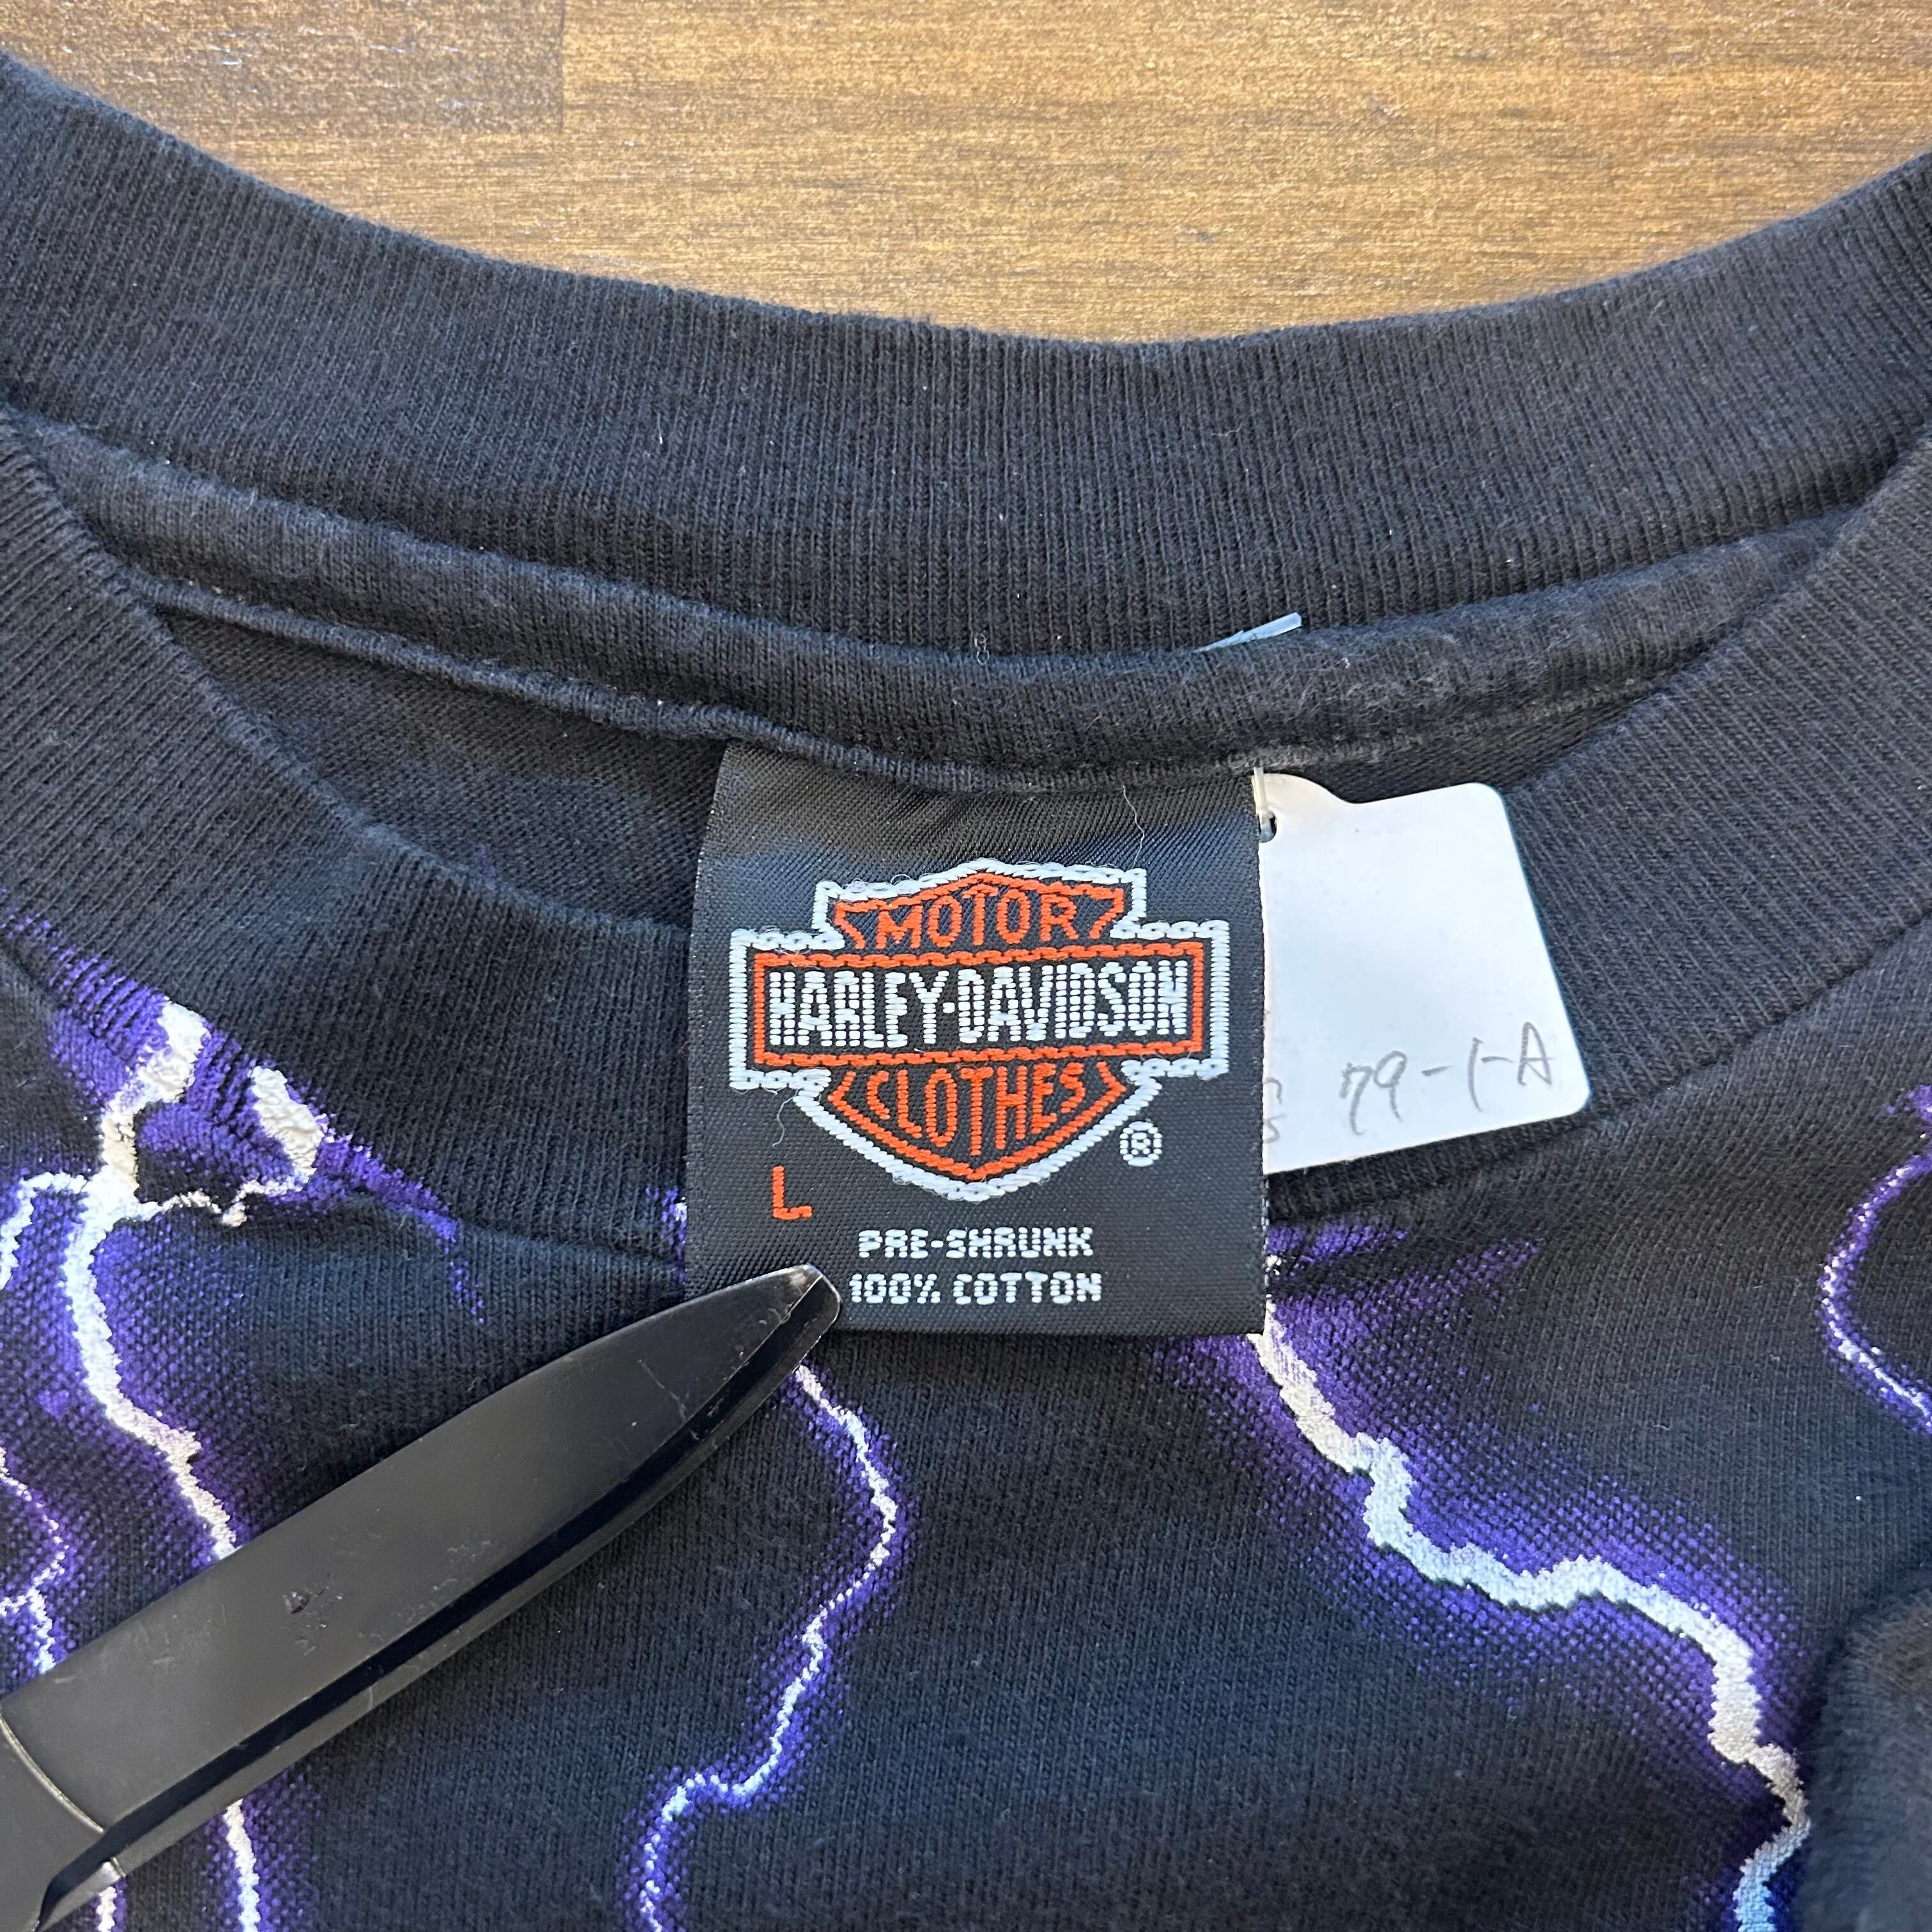 MOTOR
HARLEY-DAVIDSON
CLOTHES
®
L
PRE-SHRUNK
100% COTTON
79-1-A